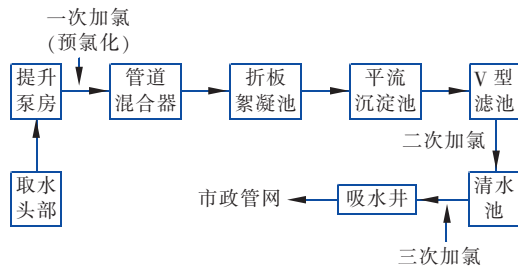 一次加氯
(预氯化)
提升
泵房
管道
混合器
折板
絮凝池
平流
沉淀池
V 型
滤池
二次加氯
取水
头部
市政管网
吸水井
清水
池
三次加氯